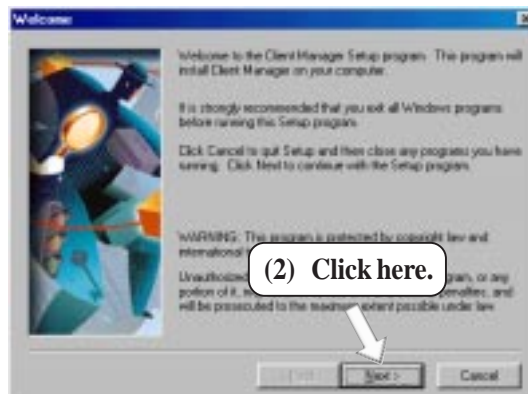 Welcome
Welcome to the Client Manager Setup program. This program will
install Client Manager on your computer.
It is strongly recommended that you exit all Windows programs
before running this Setup program.
Click Cancel to quit Setup and then close any programs you have
running. Click Next to continue with the Setup program.
WARNING: This program is protected by copyright law and
international
Unauthorized gram, or any
portion of it, penalties, and
will be prosecuted to the maximum extent possible under law.
(2) Click here.
Next >
Cancel